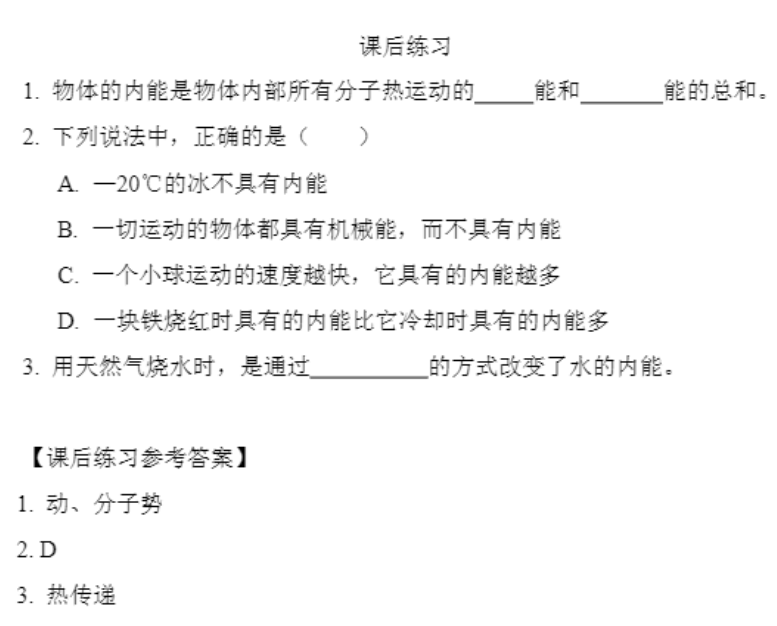 课后练习
1. 物体的内能是物体内部所有分子热运动的_____能和_______能的总和。
2. 下列说法中，正确的是（　　）
A. —20℃的冰不具有内能
B. 一切运动的物体都具有机械能，而不具有内能
C. 一个小球运动的速度越快，它具有的内能越多
D. 一块铁烧红时具有的内能比它冷却时具有的内能多
3. 用天然气烧水时，是通过__________的方式改变了水的内能。
【课后练习参考答案】
1. 动、分子势
2. D
3. 热传递